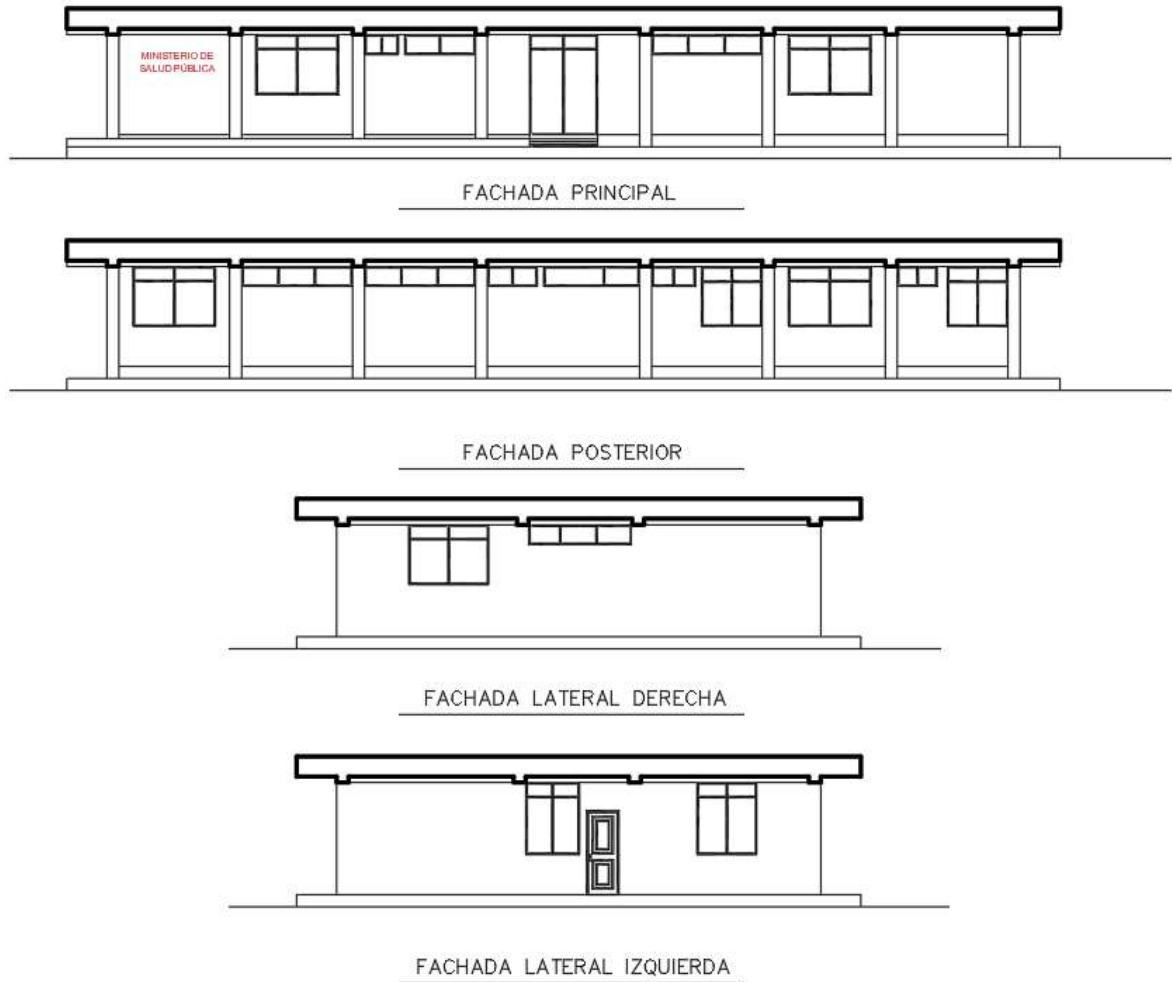 MINISTERIO DE
SALUD PÚBLICA
FACHADA PRINCIPAL
FACHADA POSTERIOR
FACHADA LATERAL DERECHA
FACHADA LATERAL IZQUIERDA